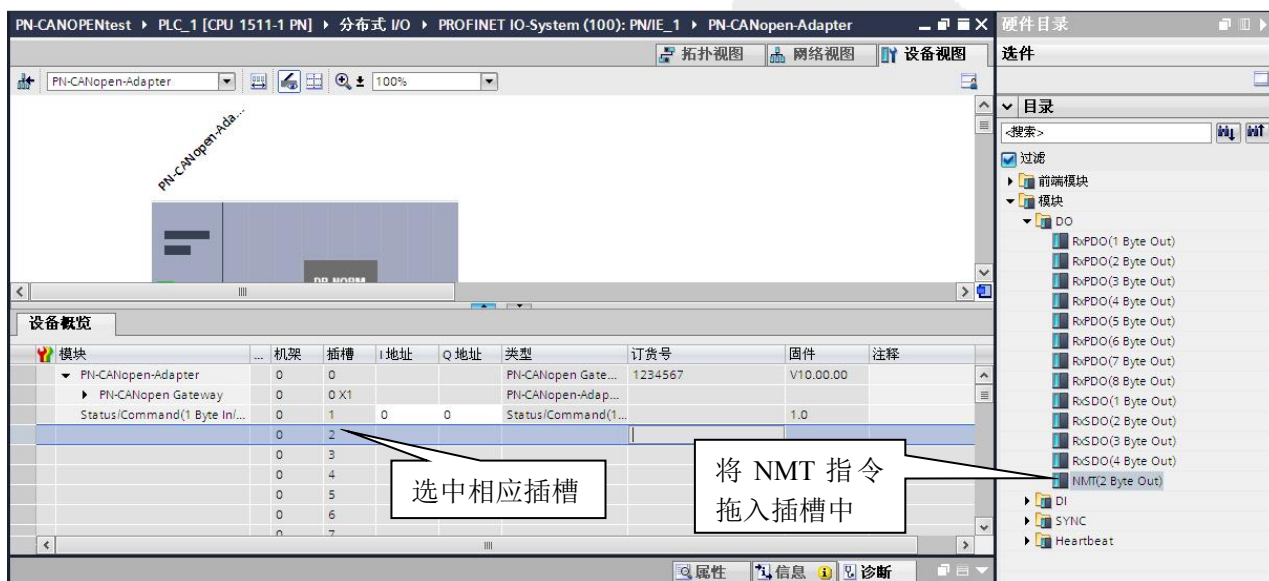 PN-CANOPENtest ▸ PLC_1 [CPU 1511-1 PN] ▸ 分布式 I/O ▸ PROFINET IO-System (100): PN/IE_1 ▸ PN-CANopen-Adapter
拓扑视图 网络视图 设备视图
PN-CANopen-Adapter 100%
PN-CANopen-Ada...
设备概览
模块 ... 机架 插槽 I 地址 Q 地址 类型 订货号 固件 注释
PN-CANopen-Adapter 0 0 PN-CANopen Gate... 1234567 V10.00.00
PN-CANopen Gateway 0 0 X1 PN-CANopen-Adap...
Status/Command(1 Byte In/... 0 1 0 0 Status/Command(1... 1.0
0 2
0 3
0 4
0 5
0 6
0 7
选中相应插槽
将 NMT 指令
拖入插槽中
属性 信息 诊断
硬件目录
选件
目录
<搜索>
过滤
前端模块
模块
DO
RxPDO(1 Byte Out)
RxPDO(2 Byte Out)
RxPDO(3 Byte Out)
RxPDO(4 Byte Out)
RxPDO(5 Byte Out)
RxPDO(6 Byte Out)
RxPDO(7 Byte Out)
RxPDO(8 Byte Out)
RxSDO(1 Byte Out)
RxSDO(2 Byte Out)
RxSDO(3 Byte Out)
RxSDO(4 Byte Out)
NMT(2 Byte Out)
DI
SYNC
Heartbeat